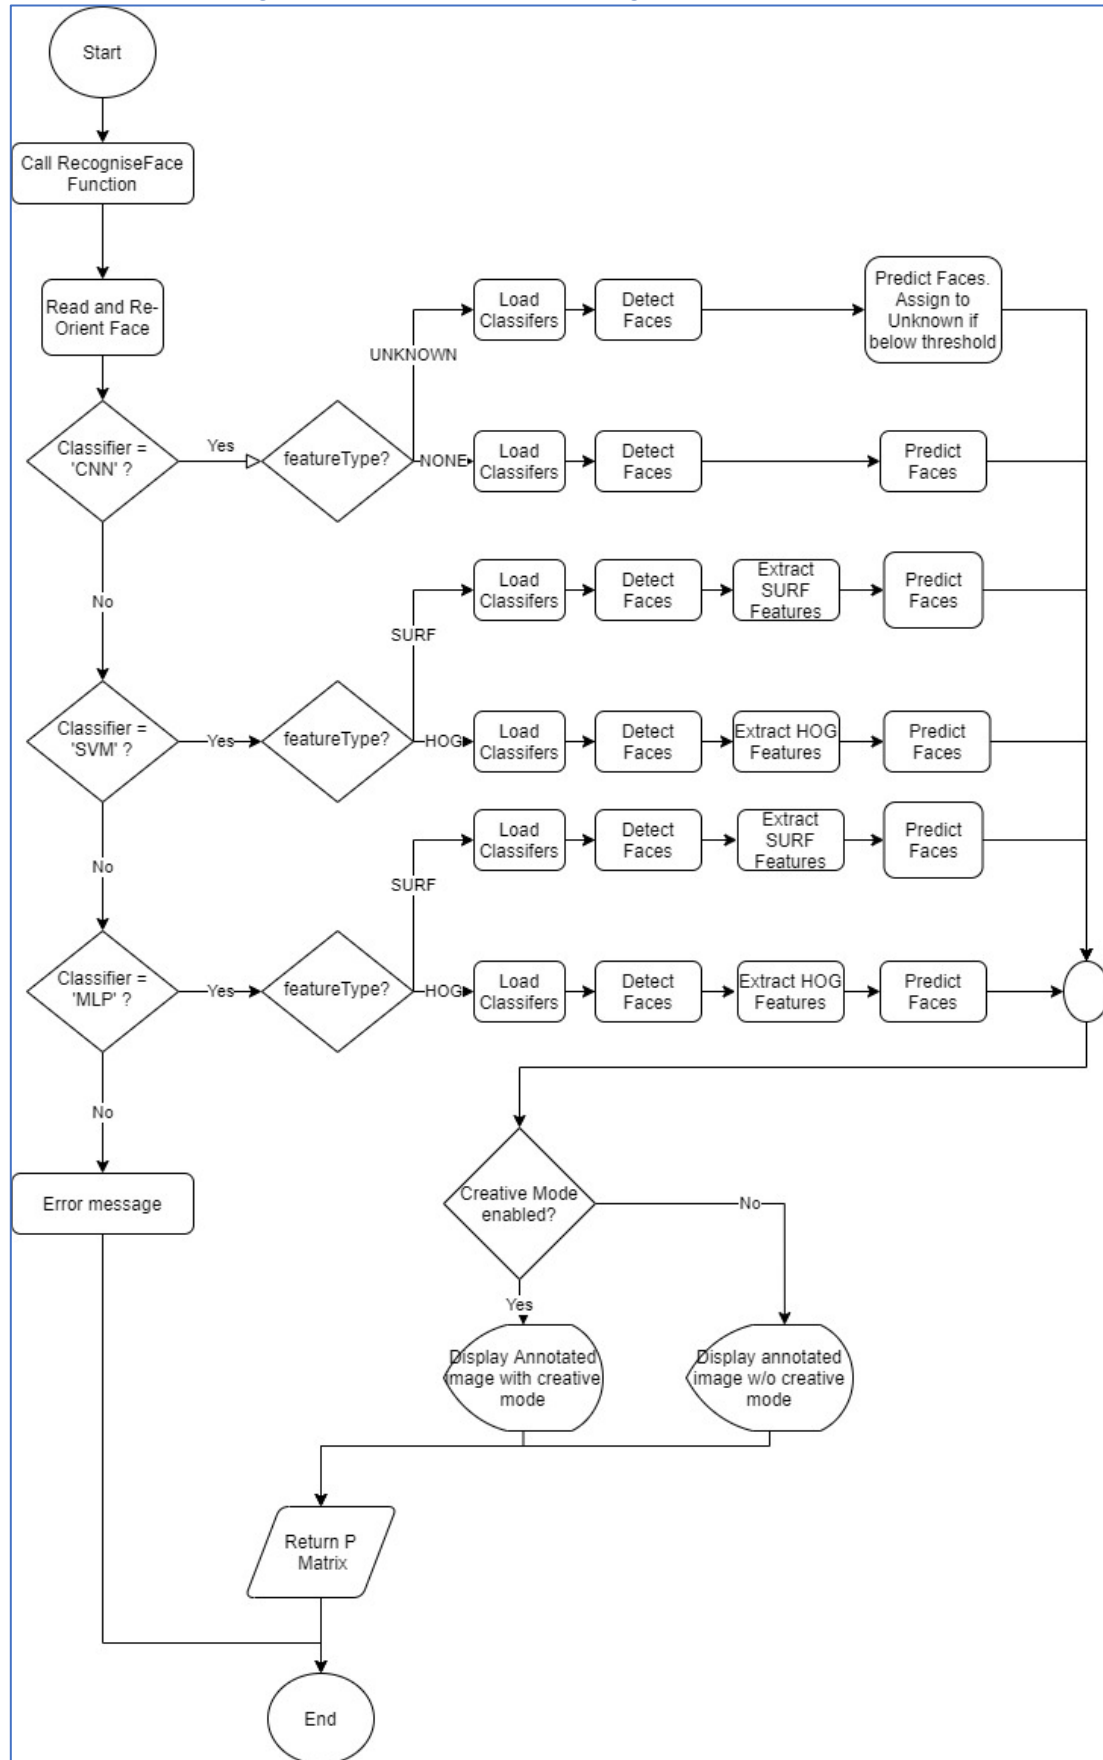 Start
Call RecogniseFace
Function
Read and Re-
Orient Face
Classifier =
'CNN' ?
Yes
featureType?
UNKNOWN
Load
Classifers
Detect
Faces
Predict Faces.
Assign to
Unknown if
below threshold
NONE
Load
Classifers
Detect
Faces
Predict
Faces
No
Classifier =
'SVM' ?
Yes
featureType?
SURF
Load
Classifers
Detect
Faces
Extract
SURF
Features
Predict
Faces
HOG
Load
Classifers
Detect
Faces
Extract HOG
Features
Predict
Faces
No
Classifier =
'MLP' ?
Yes
featureType?
SURF
Load
Classifers
Detect
Faces
Extract
SURF
Features
Predict
Faces
HOG
Load
Classifers
Detect
Faces
Extract HOG
Features
Predict
Faces
No
Error message
Creative Mode
enabled?
No
Yes
Display Annotated
image with creative
mode
Display annotated
image w/o creative
mode
Return P
Matrix
End